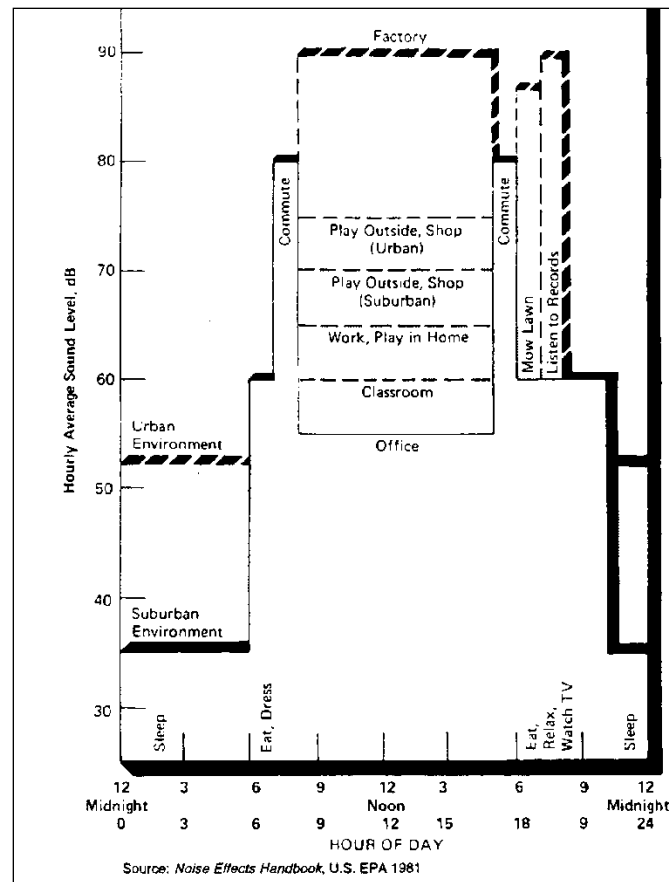 Factory
90
80
70
60
50
40
30
Hourly Average Sound Level, dB
Commute
Commute
Play Outside, Shop
(Urban)
Play Outside, Shop
(Suburban)
Work, Play in Home
Classroom
Office
Mow Lawn
Listen to Records
Urban
Environment
Suburban
Environment
Sleep
Eat, Dress
Eat,
Relax,
Watch TV
Sleep
12 3 6 9 12 3 6 9 12
Midnight Noon Midnight
0 3 6 9 12 15 18 9 24
HOUR OF DAY
Source: Noise Effects Handbook, U.S. EPA 1981